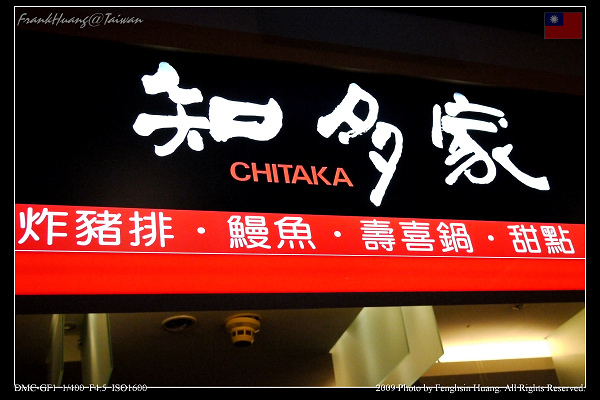 FrankHuang@Taiwan
知多家
CHITAKA
炸豬排・鰻魚・壽喜鍋・甜點
DMC-GF1 1/400 F4.5 ISO1600
2009 Photo by Fenghsin Huang. All Rights Reserved.